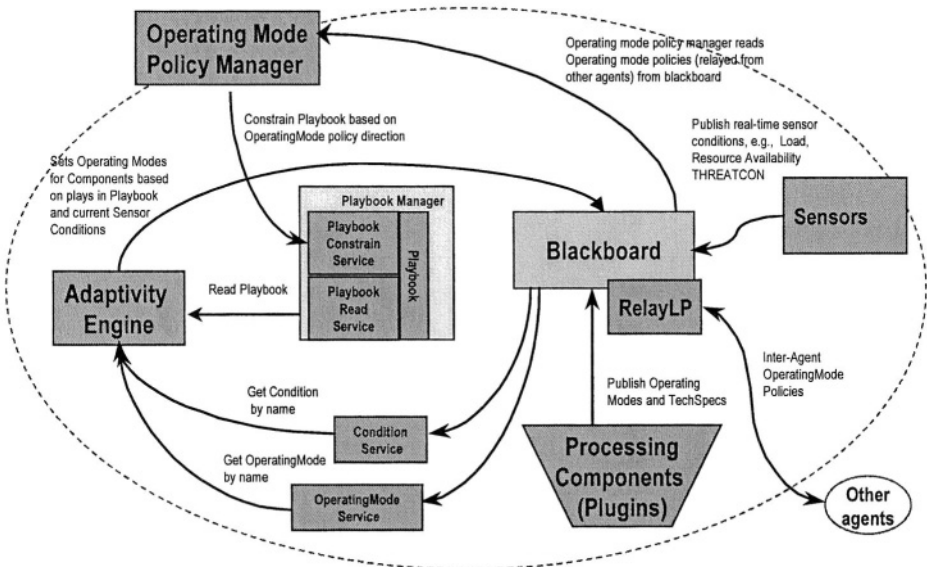 Operating Mode
Policy Manager
Operating mode policy manager reads
Operating mode policies (relayed from
other agents) from blackboard
Constrain Playbook based on
OperatingMode policy direction
Publish real-time sensor
conditions, e.g., Load,
Resource Availability
THREATCON
Sets Operating Modes
for Components based
on plays in Playbook
and current Sensor
Conditions
Playbook Manager
Playbook
Constrain
Service
Playbook
Playbook
Read
Service
Sensors
Blackboard
RelayLP
Adaptivity
Engine
Read Playbook
Inter-Agent
OperatingMode
Policies
Publish Operating
Modes and TechSpecs
Get Condition
by name
Condition
Service
Get OperatingMode
by name
OperatingMode
Service
Processing
Components
(Plugins)
Other
agents